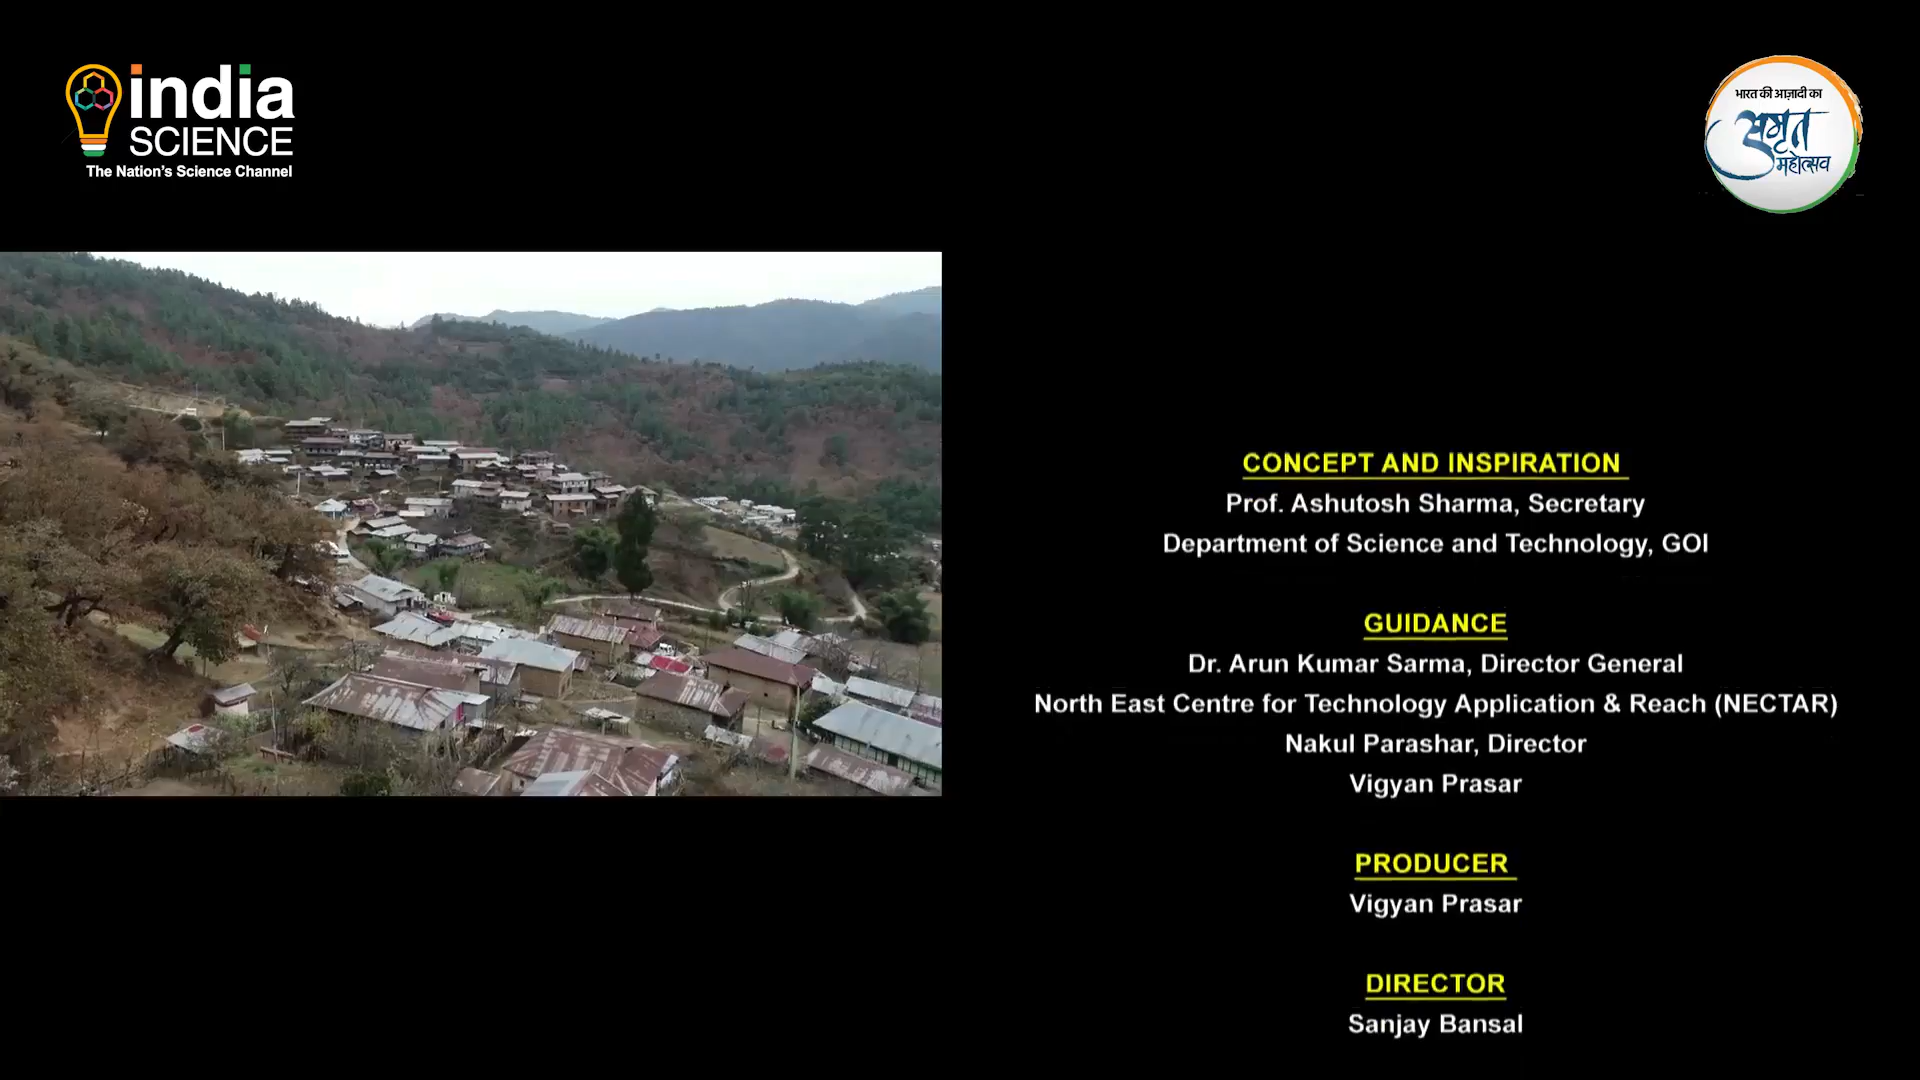 india
SCIENCE
The Nation's Science Channel
भारत की आज़ादी का
अमृत
महोत्सव
CONCEPT AND INSPIRATION
Prof. Ashutosh Sharma, Secretary
Department of Science and Technology, GOI
GUIDANCE
Dr. Arun Kumar Sarma, Director General
North East Centre for Technology Application & Reach (NECTAR)
Nakul Parashar, Director
Vigyan Prasar
PRODUCER
Vigyan Prasar
DIRECTOR
Sanjay Bansal